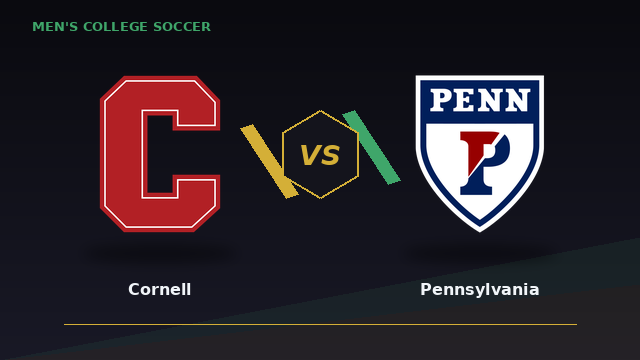 MEN'S COLLEGE SOCCER
C
PENN
P
VS
Cornell
Pennsylvania